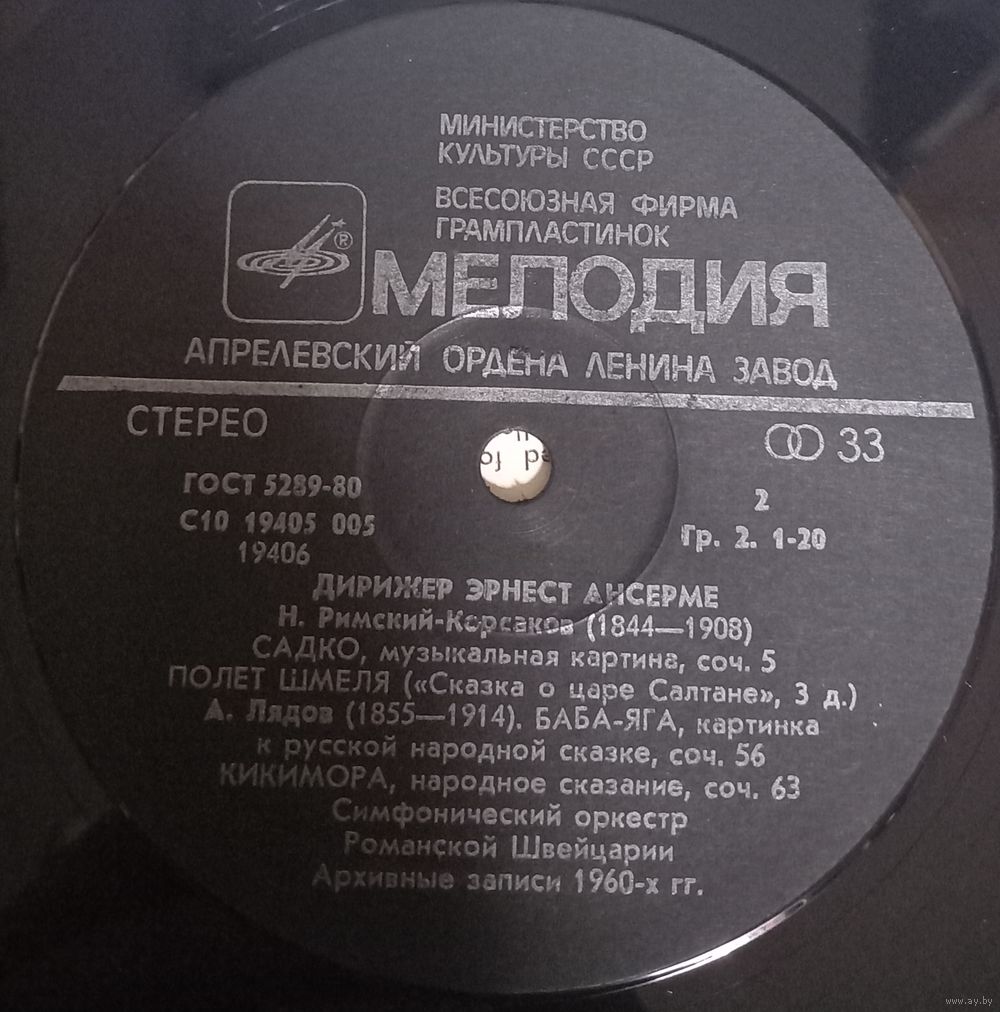 МИНИСТЕРСТВО
КУЛЬТУРЫ СССР
ВСЕСОЮЗНАЯ ФИРМА
ГРАМПЛАСТИНОК
®
МЕЛОДИЯ
АПРЕЛЕВСКИЙ ОРДЕНА ЛЕНИНА ЗАВОД
СТЕРЕО
33
ГОСТ 5289-80
С10 19405 005
19406
2
Гр. 2. 1-20
ДИРИЖЕР ЭРНЕСТ АНСЕРМЕ
Н. Римский-Корсаков (1844—1908)
САДКО, музыкальная картина, соч. 5
ПОЛЕТ ШМЕЛЯ («Сказка о царе Салтане», 3 д.)
А. Лядов (1855—1914). БАБА-ЯГА, картинка
к русской народной сказке, соч. 56
КИКИМОРА, народное сказание, соч. 63
Симфонический оркестр
Романской Швейцарии
Архивные записи 1960-х гг.
www.ay.by